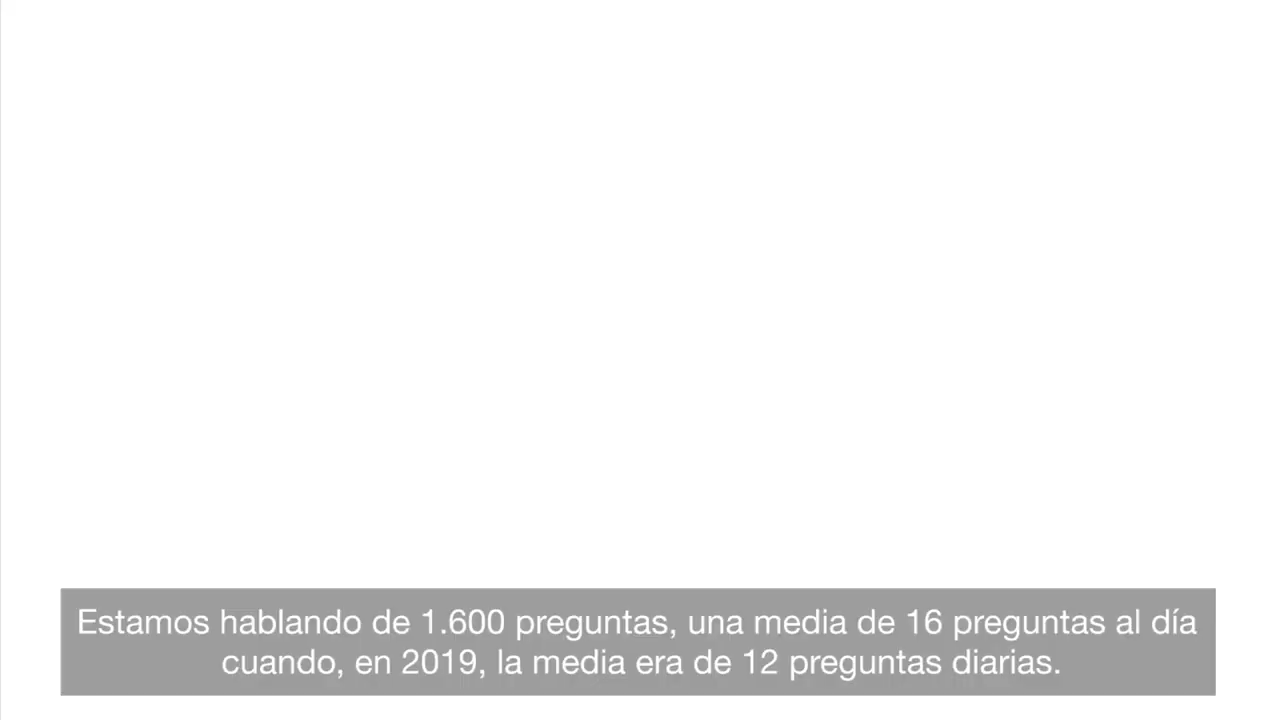 Estamos hablando de 1.600 preguntas, una media de 16 preguntas al día
cuando, en 2019, la media era de 12 preguntas diarias.